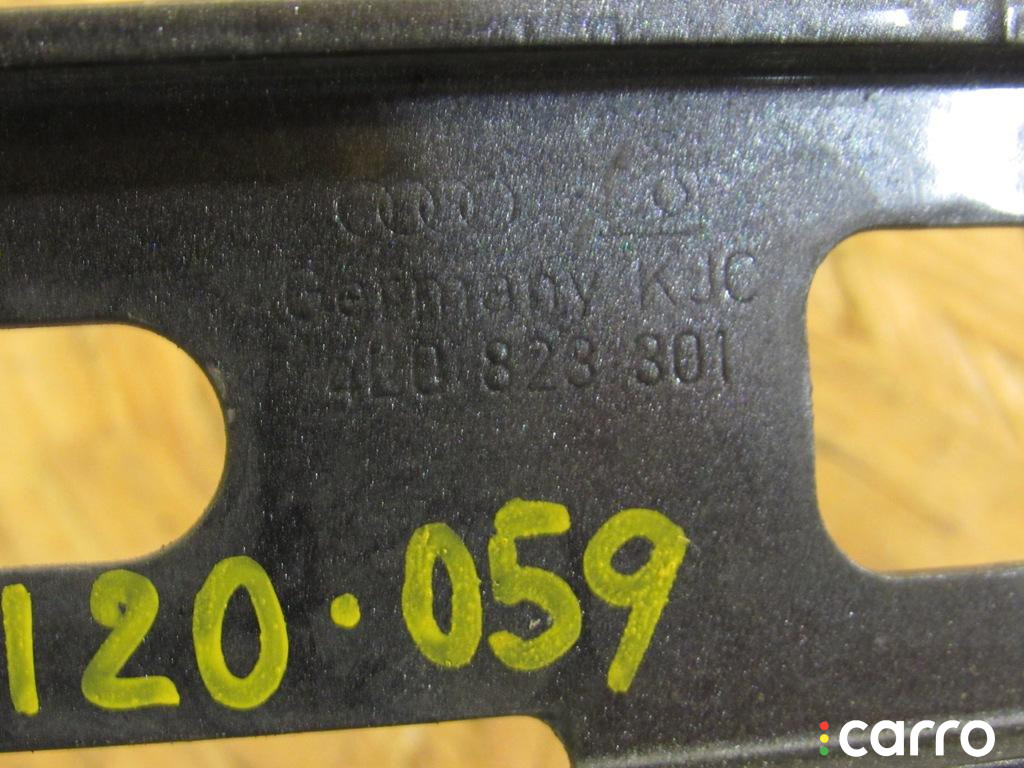 Germany KJC
4L0 823 301
120.059
carro